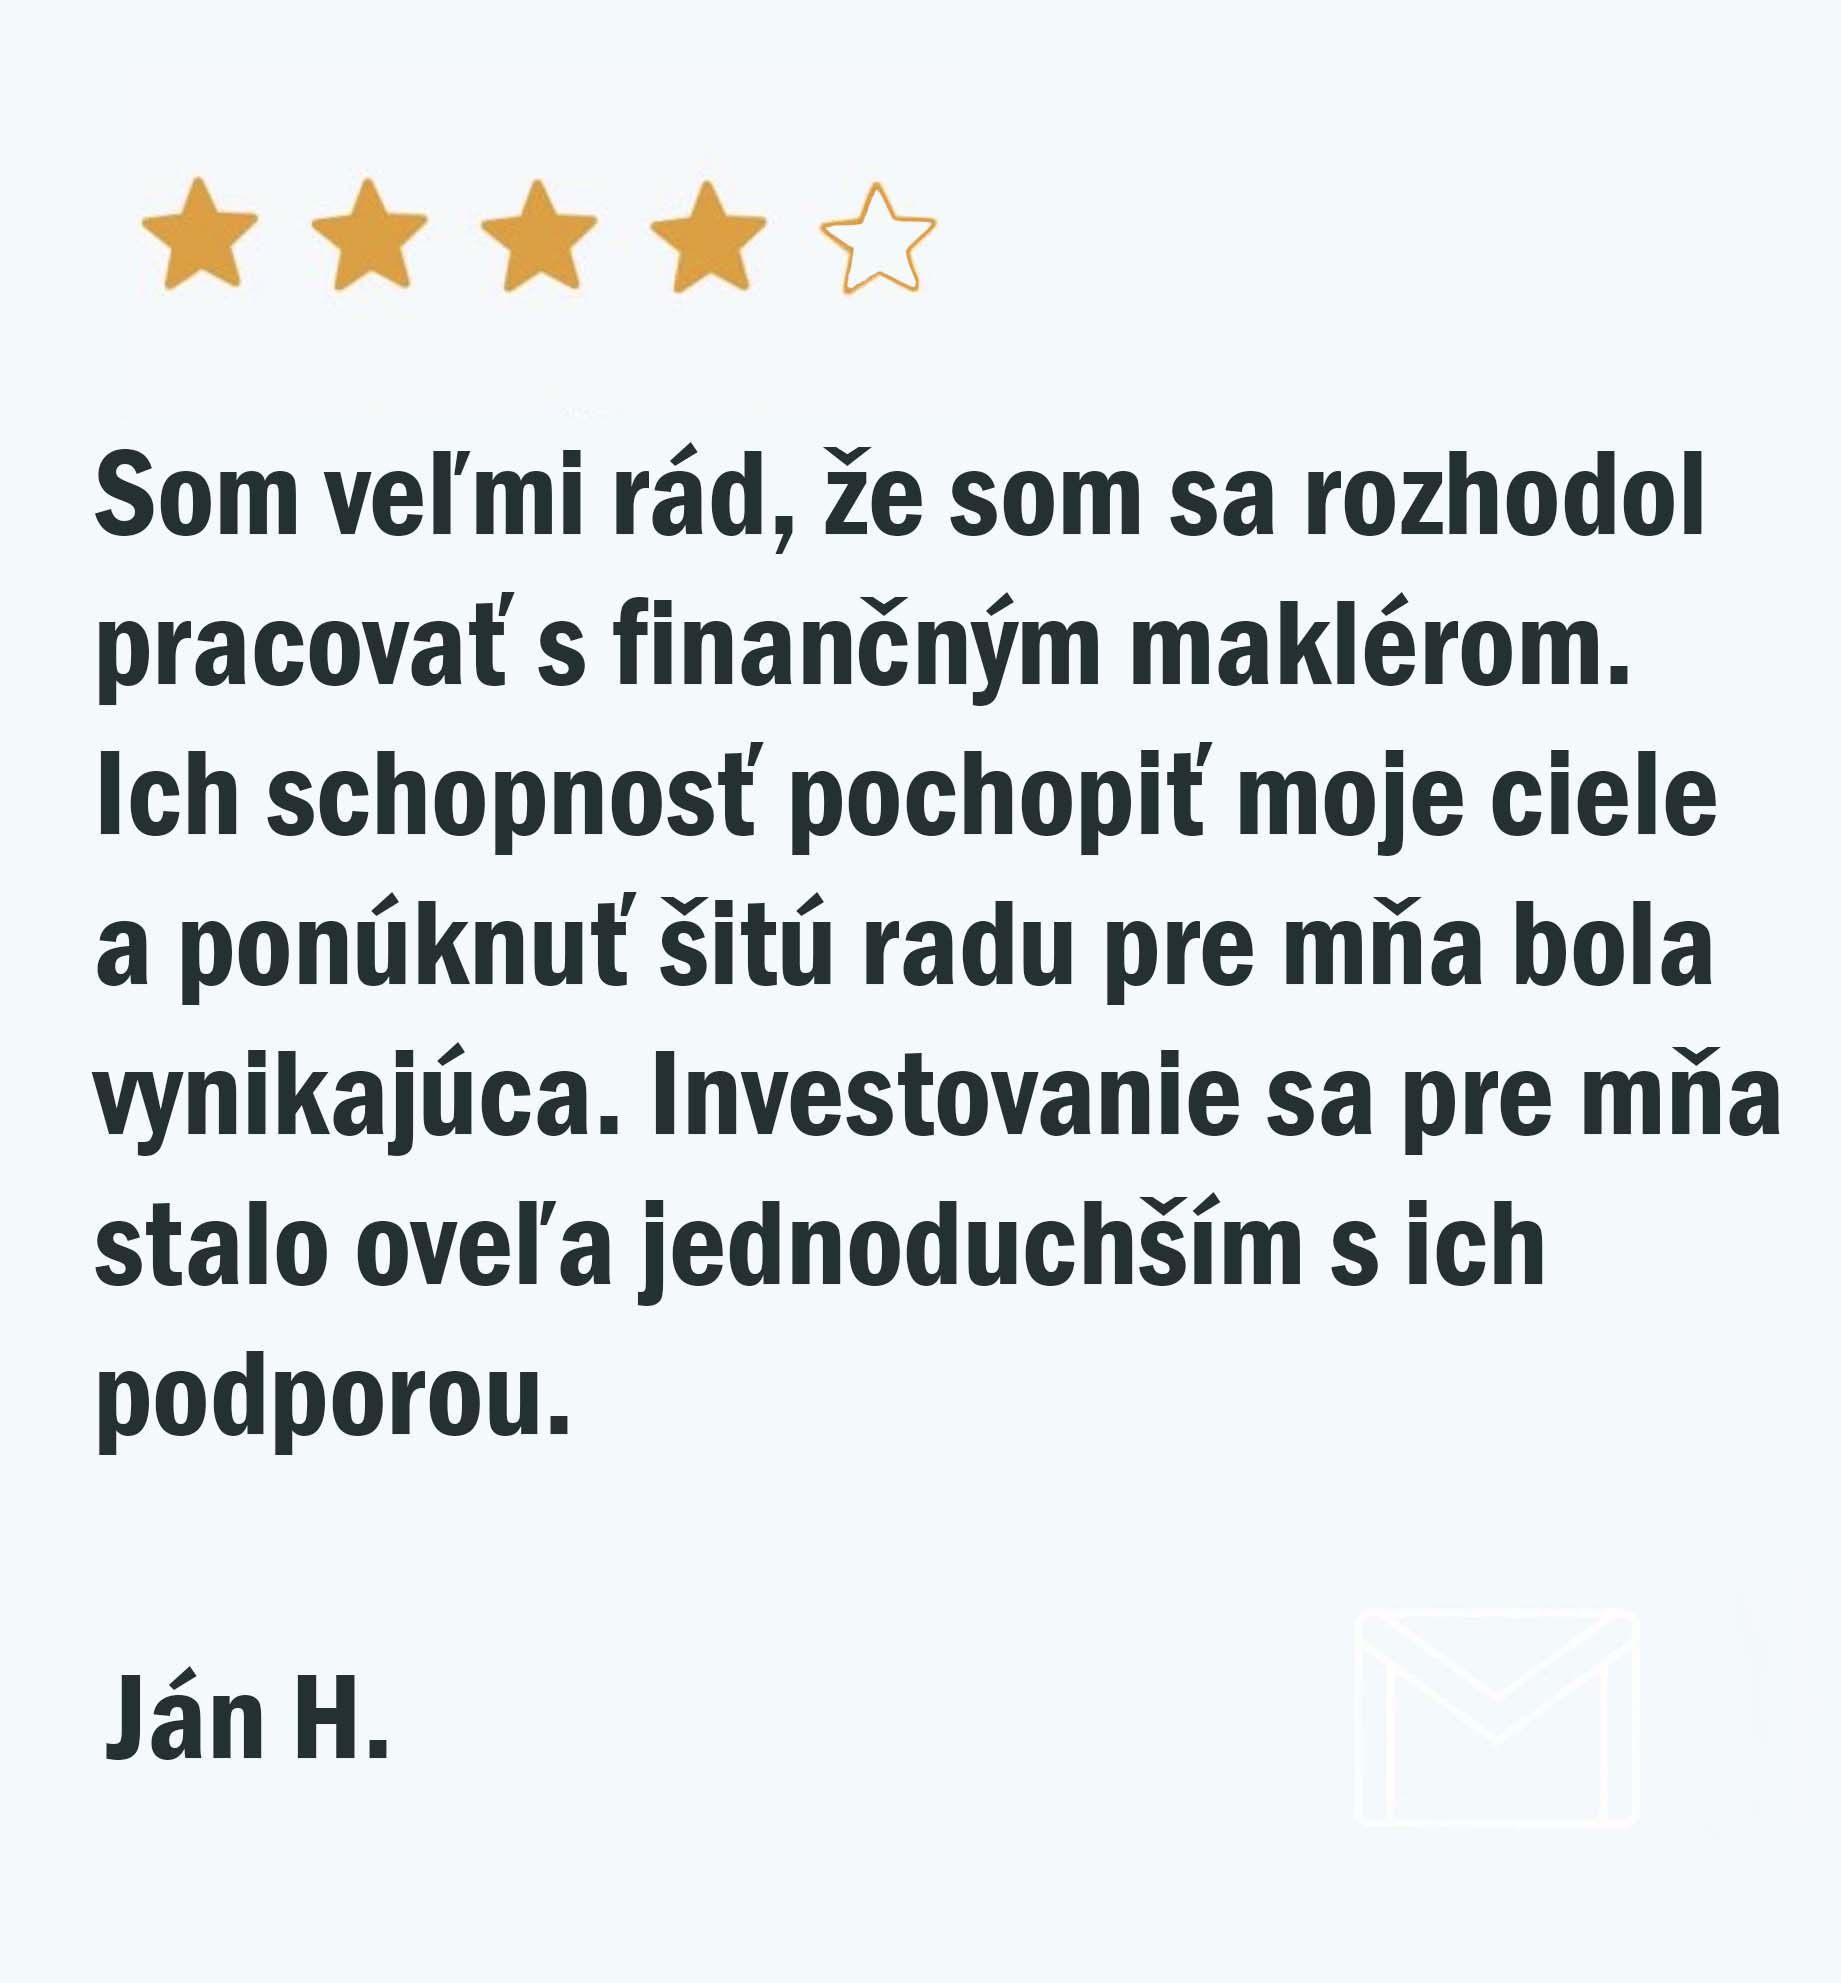 Som veľmi rád, že som sa rozhodol
pracovať s finančným maklérom.
Ich schopnosť pochopiť moje ciele
a ponúknuť šitú radu pre mňa bola
vynikajúca. Investovanie sa pre mňa
stalo oveľa jednoduchším s ich
podporou.
Ján H.